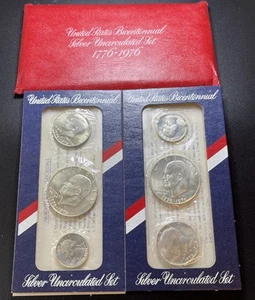 United States Bicentennial
Silver Uncirculated Set
1776-1976
United States Bicentennial
Silver Uncirculated Set
United States Bicentennial
Silver Uncirculated Set